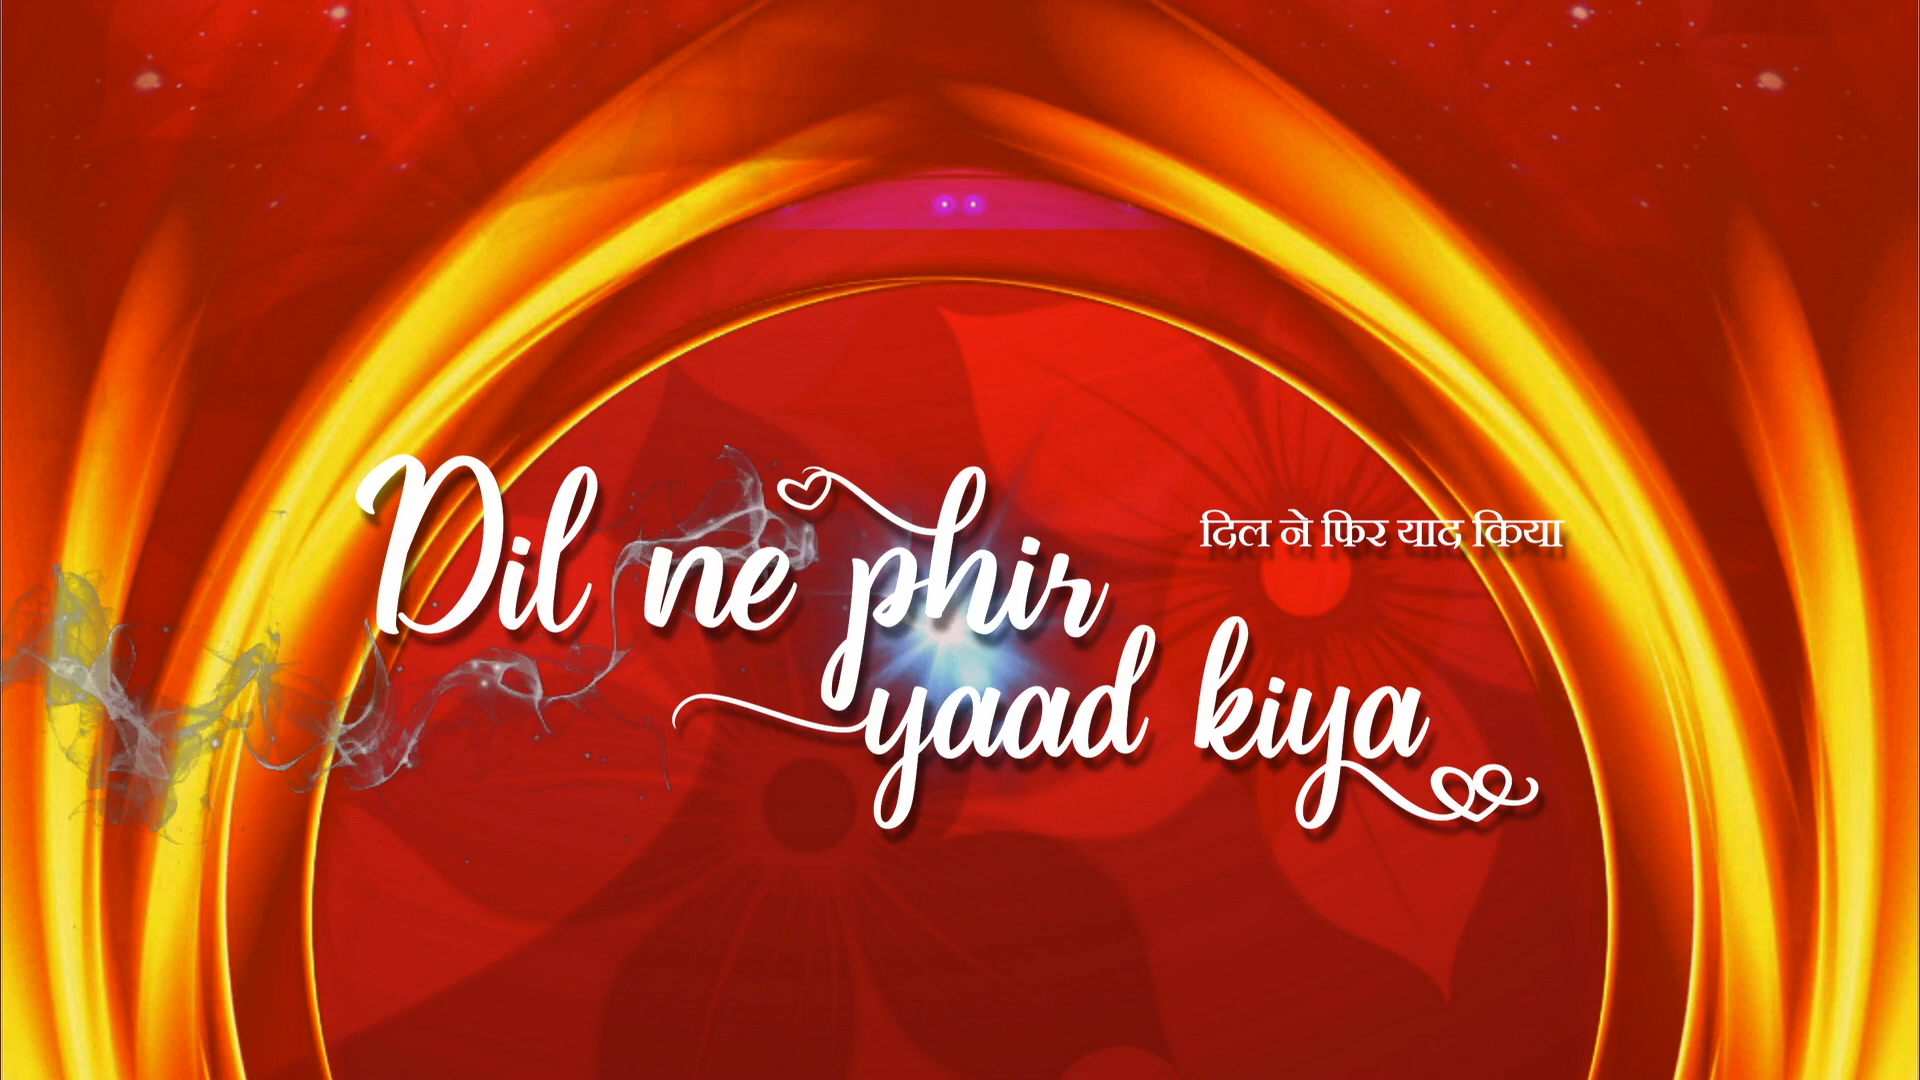 Dil ne phir
दिल ने फिर याद किया
yaad kiya